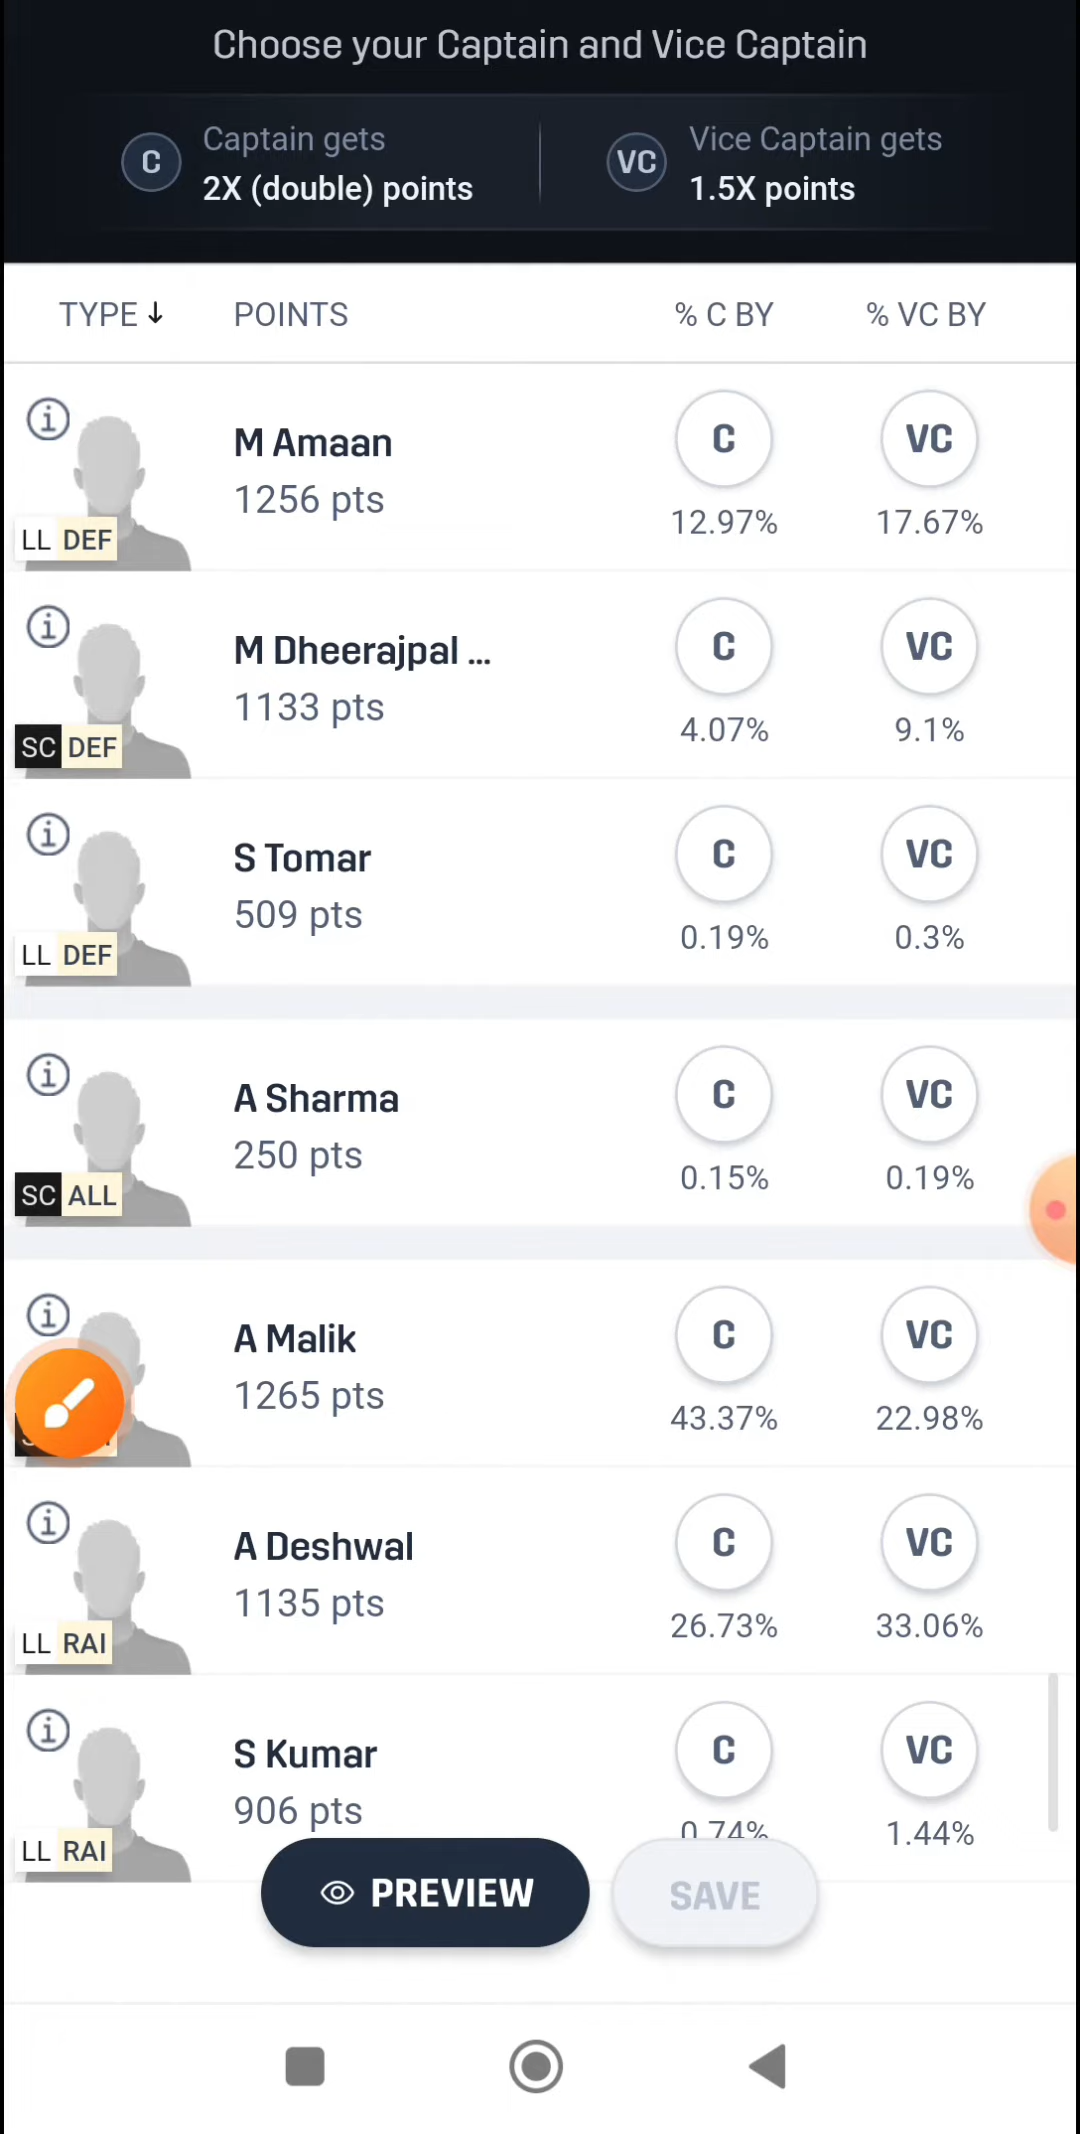 Choose your Captain and Vice Captain
C Captain gets 2X (double) points
VC Vice Captain gets 1.5X points
TYPE ↓ POINTS % C BY % VC BY
M Amaan C VC
1256 pts 12.97% 17.67%
LL DEF
M Dheerajpal ... C VC
1133 pts 4.07% 9.1%
SC DEF
S Tomar C VC
509 pts 0.19% 0.3%
LL DEF
A Sharma C VC
250 pts 0.15% 0.19%
SC ALL
A Malik C VC
1265 pts 43.37% 22.98%
A Deshwal C VC
1135 pts 26.73% 33.06%
LL RAI
S Kumar C VC
906 pts 0.74% 1.44%
LL RAI
PREVIEW SAVE